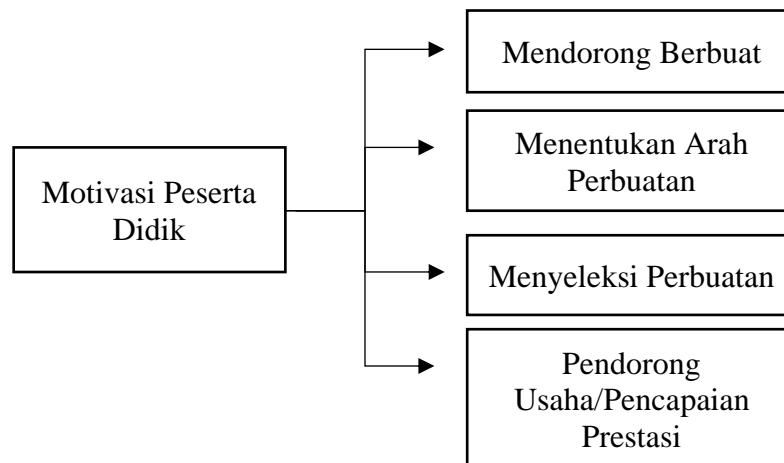 Motivasi Peserta
Didik
Mendorong Berbuat
Menentukan Arah
Perbuatan
Menyeleksi Perbuatan
Pendorong
Usaha/Pencapaian
Prestasi